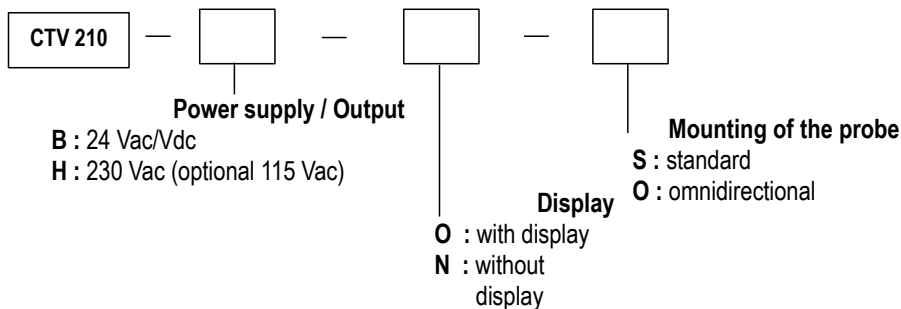 CTV 210 — — -
Power supply / Output
B : 24 Vac/Vdc
H : 230 Vac (optional 115 Vac)
Display
O : with display
N : without
display
Mounting of the probe
S : standard
O : omnidirectional